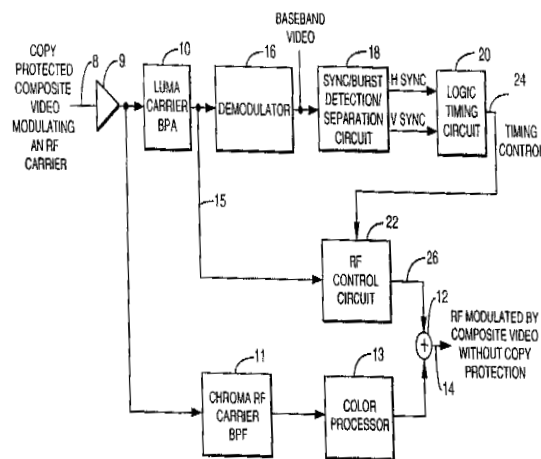 COPY
PROTECTED
COMPOSITE
VIDEO
MODULATING
AN RF
CARRIER
8
9
10
LUMA
CARRIER
BPA
16
DEMODULATOR
BASEBAND
VIDEO
18
SYNC/BURST
DETECTION/
SEPARATION
CIRCUIT
H SYNC
V SYNC
20
LOGIC
TIMING
CIRCUIT
24
TIMING
CONTROL
15
22
RF
CONTROL
CIRCUIT
26
12
+
RF MODULATED BY
COMPOSITE VIDEO
WITHOUT COPY
PROTECTION
14
11
CHROMA RF
CARRIER
BPF
13
COLOR
PROCESSOR